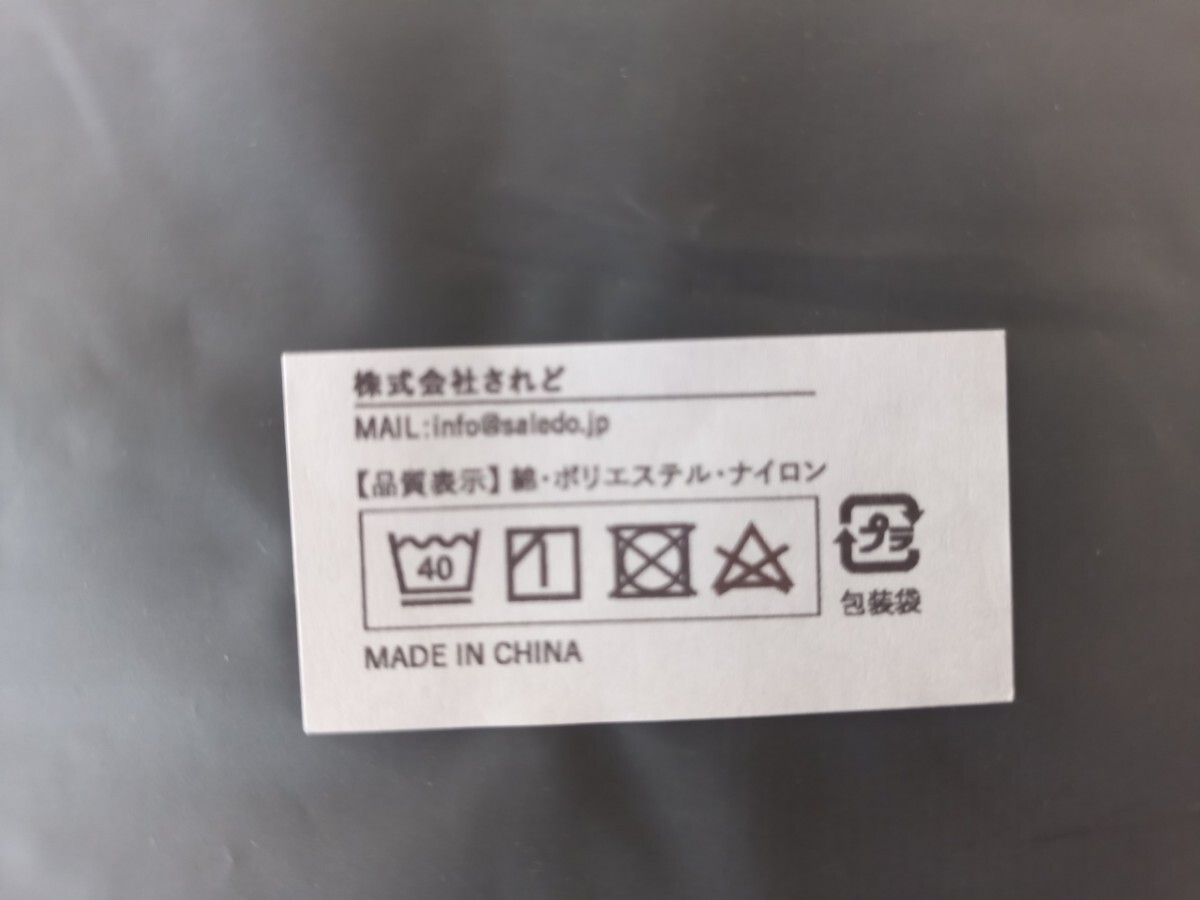 株式会社されど
MAIL:info@saledo.jp
【品質表示】綿・ポリエステル・ナイロン
40
プラ
包装袋
MADE IN CHINA